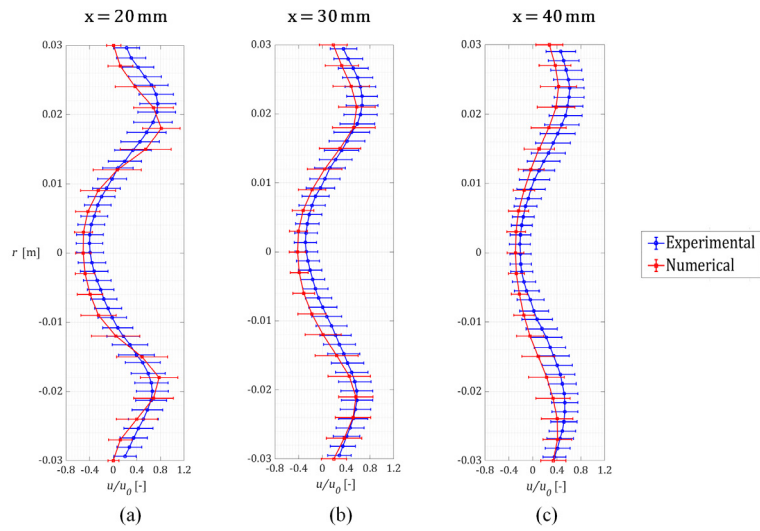 x = 20 mm
x = 30 mm
x = 40 mm
0.03
0.02
0.01
0
-0.01
-0.02
-0.03
r [m]
-0.8 -0.4 0 0.4 0.8 1.2
u/u0 [-]
(a)
0.03
0.02
0.01
0
-0.01
-0.02
-0.03
-0.8 -0.4 0 0.4 0.8 1.2
u/u0 [-]
(b)
0.03
0.02
0.01
0
-0.01
-0.02
-0.03
-0.8 -0.4 0 0.4 0.8 1.2
u/u0 [-]
(c)
Experimental
Numerical